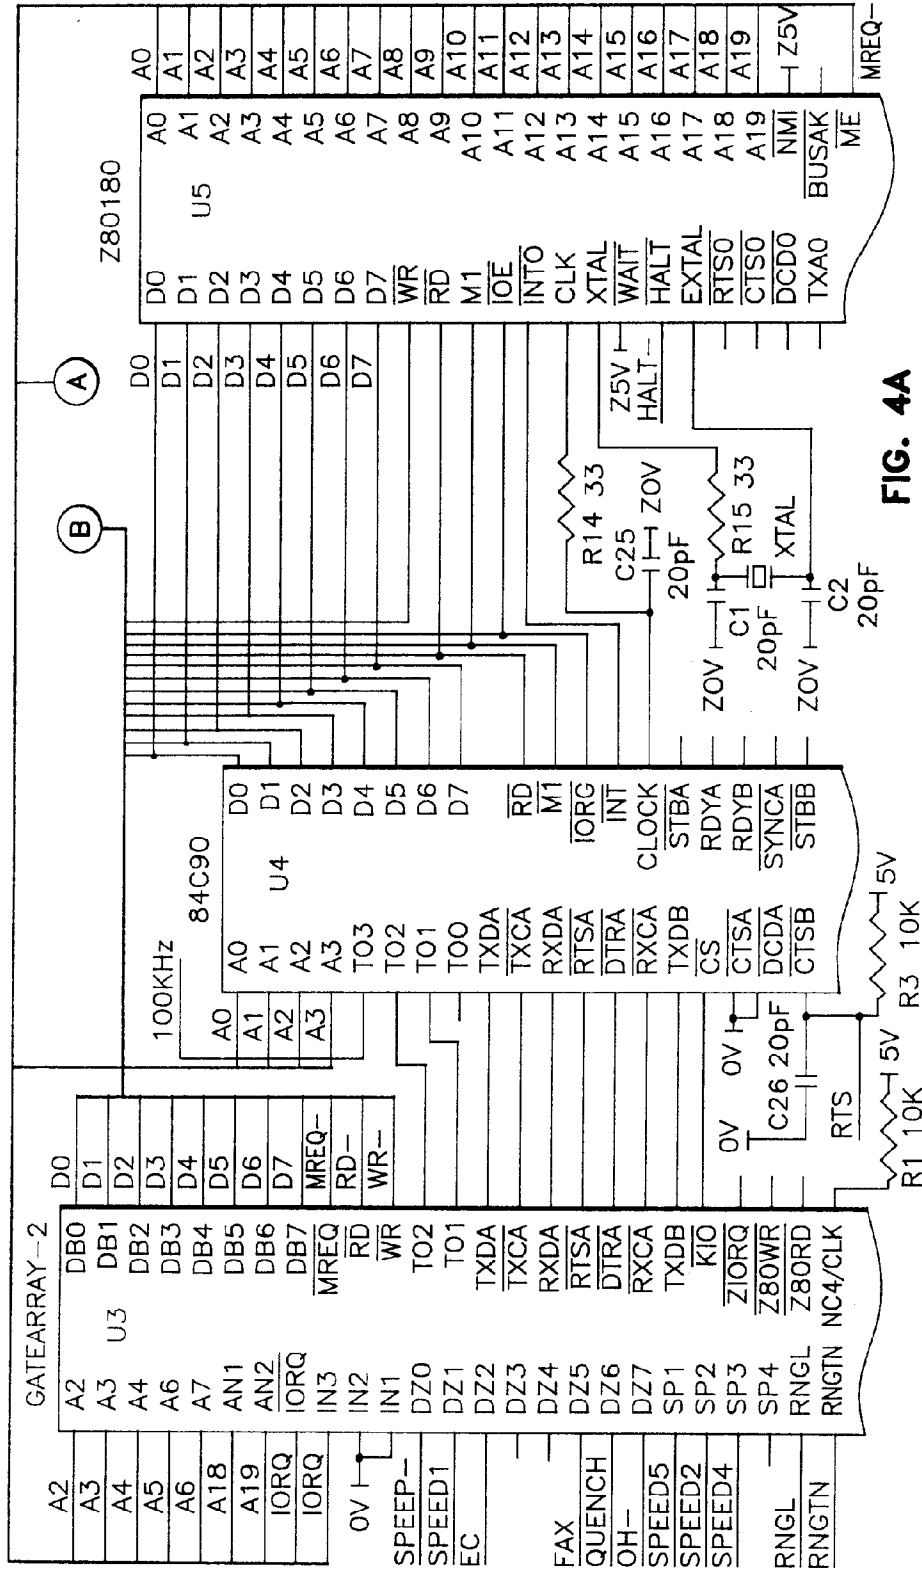 GATEARRAY-2
U3
A2
A3
A4
A5
A6
A18
A19
IORQ
IORQ
0V
SPEEP-
SPEED1
EC
FAX
QUENCH
OH-
SPEED5
SPEED2
SPEED4
RNGL
RNGTN
A2
A3
A4
A6
A7
AN1
AN2
IORQ
IN3
IN2
IN1
DZ0
DZ1
DZ2
DZ3
DZ4
DZ5
DZ6
DZ7
SP1
SP2
SP3
SP4
RNGL
RNGTN
DB0
DB1
DB2
DB3
DB4
DB5
DB6
DB7
MREQ
RD
WR
TO2
TO1
TXDA
TXCA
RXDA
RTSA
DTRA
RXCA
TXDB
KIO
ZIORQ
Z80WR
Z80RD
NC4/CLK
D0
D1
D2
D3
D4
D5
D6
D7
MREQ-
RD-
WR-
0V
C26 20pF
0V
RTS
R1 10K
5V
R3 10K
5V
100KHz
A0
A1
A2
A3
84C90
U4
A0
A1
A2
A3
TO3
TO2
TO1
TO0
TXDA
TXCA
RXDA
RTSA
DTRA
RXCA
TXDB
CS
CTSA
DCDA
CTSB
D0
D1
D2
D3
D4
D5
D6
D7
RD
M1
IORG
INT
CLOCK
STBA
RDYA
RDYB
SYNCA
STBB
B
A
R14 33
C25
20pF
ZOV
Z5V
HALT-
ZOV
C1
20pF
R15 33
XTAL
ZOV
C2
20pF
Z80180
U5
D0
D1
D2
D3
D4
D5
D6
D7
D0
D1
D2
D3
D4
D5
D6
D7
WR
RD
M1
IOE
INTO
CLK
XTAL
WAIT
HALT
EXTAL
RTS0
CTS0
DCD0
TXA0
A0
A1
A2
A3
A4
A5
A6
A7
A8
A9
A10
A11
A12
A13
A14
A15
A16
A17
A18
A19
NMI
BUSAK
ME
A0
A1
A2
A3
A4
A5
A6
A7
A8
A9
A10
A11
A12
A13
A14
A15
A16
A17
A18
A19
Z5V
MREQ-
FIG. 4A